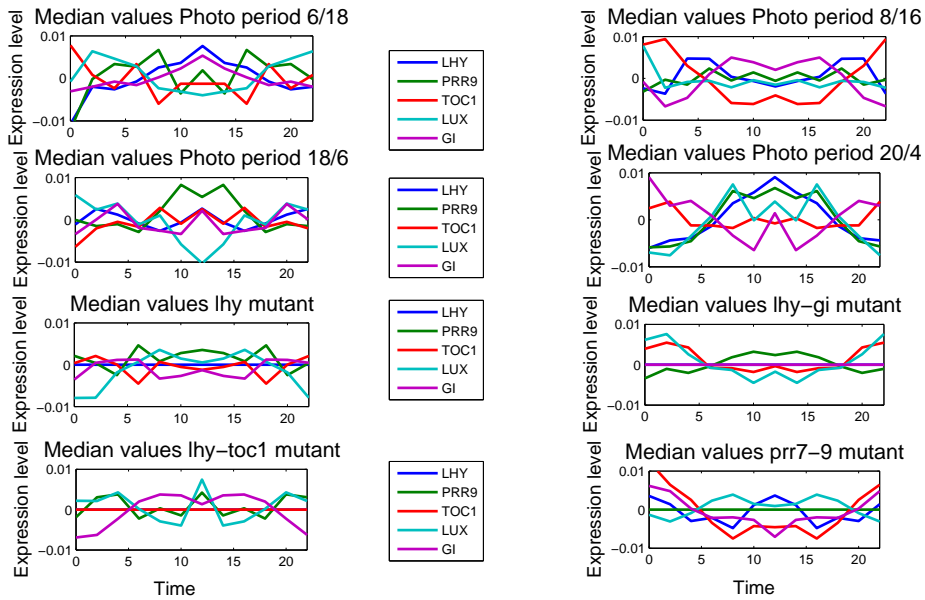 Median values Photo period 6/18
Expression level
0.01
0
−0.01
0 5 10 15 20
LHY
PRR9
TOC1
LUX
GI
Median values Photo period 8/16
Expression level
0.01
0
−0.01
0 5 10 15 20
Median values Photo period 18/6
Expression level
0.01
0
−0.01
0 5 10 15 20
LHY
PRR9
TOC1
LUX
GI
Median values Photo period 20/4
Expression level
0.01
0
−0.01
0 5 10 15 20
Median values lhy mutant
Expression level
0.01
0
−0.01
0 5 10 15 20
LHY
PRR9
TOC1
LUX
GI
Median values lhy−gi mutant
Expression level
0.01
0
−0.01
0 5 10 15 20
Median values lhy−toc1 mutant
Expression level
0.01
0
−0.01
0 5 10 15 20
Time
LHY
PRR9
TOC1
LUX
GI
Median values prr7−9 mutant
Expression level
0.01
0
−0.01
0 5 10 15 20
Time